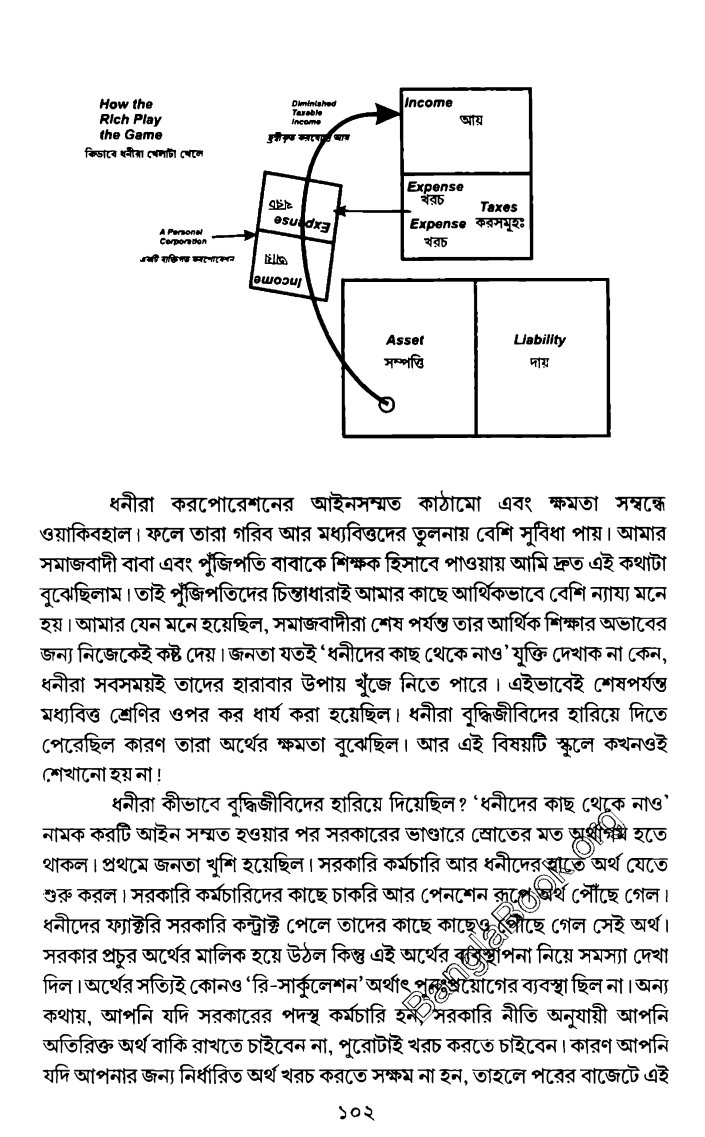 How the
Rich Play
the Game
কিভাবে ধনীরা খেলাটা খেলে
Diminished
Taxable
Income
করযোগ্য আয়
Income
আয়
Expense
খরচ
Taxes
Expense
করসমূহঃ
খরচ
খরচ
Expense
আয়
Income
A Personal
Corporation
একটি ব্যক্তিগত করপোরেশন
Asset
সম্পত্তি
Liability
দায়
ধনীরা করপোরেশনের আইনসম্মত কাঠামো এবং ক্ষমতা সম্বন্ধে
ওয়াকিবহাল। ফলে তারা গরিব আর মধ্যবিত্তদের তুলনায় বেশি সুবিধা পায়। আমার
সমাজবাদী বাবা এবং পুঁজিপতি বাবাকে শিক্ষক হিসাবে পাওয়ায় আমি দ্রুত এই কথাটা
বুঝেছিলাম। তাই পুঁজিপতিদের চিন্তাধারাই আমার কাছে আর্থিকভাবে বেশি ন্যায্য মনে
হয়। আমার যেন মনে হয়েছিল, সমাজবাদীরা শেষ পর্যন্ত তার আর্থিক শিক্ষার অভাবের
জন্য নিজেকেই কষ্ট দেয়। জনতা যতই ‘ধনীদের কাছ থেকে নাও’ যুক্তি দেখাক না কেন,
ধনীরা সবসময়ই তাদের হারাবার উপায় খুঁজে নিতে পারে । এইভাবেই শেষপর্যন্ত
মধ্যবিত্ত শ্রেণির ওপর কর ধার্য করা হয়েছিল। ধনীরা বুদ্ধিজীবিদের হারিয়ে দিতে
পেরেছিল কারণ তারা অর্থের ক্ষমতা বুঝেছিল। আর এই বিষয়টি স্কুলে কখনওই
শেখানো হয় না!
ধনীরা কীভাবে বুদ্ধিজীবিদের হারিয়ে দিয়েছিল? ‘ধনীদের কাছ থেকে নাও’
নামক করটি আইন সম্মত হওয়ার পর সরকারের ভাণ্ডারে স্রোতের মত অর্থাগম হতে
থাকল। প্রথমে জনতা খুশি হয়েছিল। সরকারি কর্মচারি আর ধনীদের হাতে অর্থ যেতে
শুরু করল। সরকারি কর্মচারিদের কাছে চাকরি আর পেনশেন রূপে অর্থ পৌঁছে গেল।
ধনীদের ফ্যাক্টরি সরকারি কন্ট্রাক্ট পেলে তাদের কাছে কাছেও পৌঁছে গেল সেই অর্থ।
সরকার প্রচুর অর্থের মালিক হয়ে উঠল কিন্তু এই অর্থের ব্যবস্থাপনা নিয়ে সমস্যা দেখা
দিল। অর্থের সত্যিই কোনও ‘রি-সার্কুলেশন’ অর্থাৎ পুনঃপ্রয়োগের ব্যবস্থা ছিল না। অন্য
কথায়, আপনি যদি সরকারের পদস্থ কর্মচারি হন, সরকারি নীতি অনুযায়ী আপনি
অতিরিক্ত অর্থ বাকি রাখতে চাইবেন না, পুরোটাই খরচ করতে চাইবেন। কারণ আপনি
যদি আপনার জন্য নির্ধারিত অর্থ খরচ করতে সক্ষম না হন, তাহলে পরের বাজেটে এই
BanglaBook.org
১০২